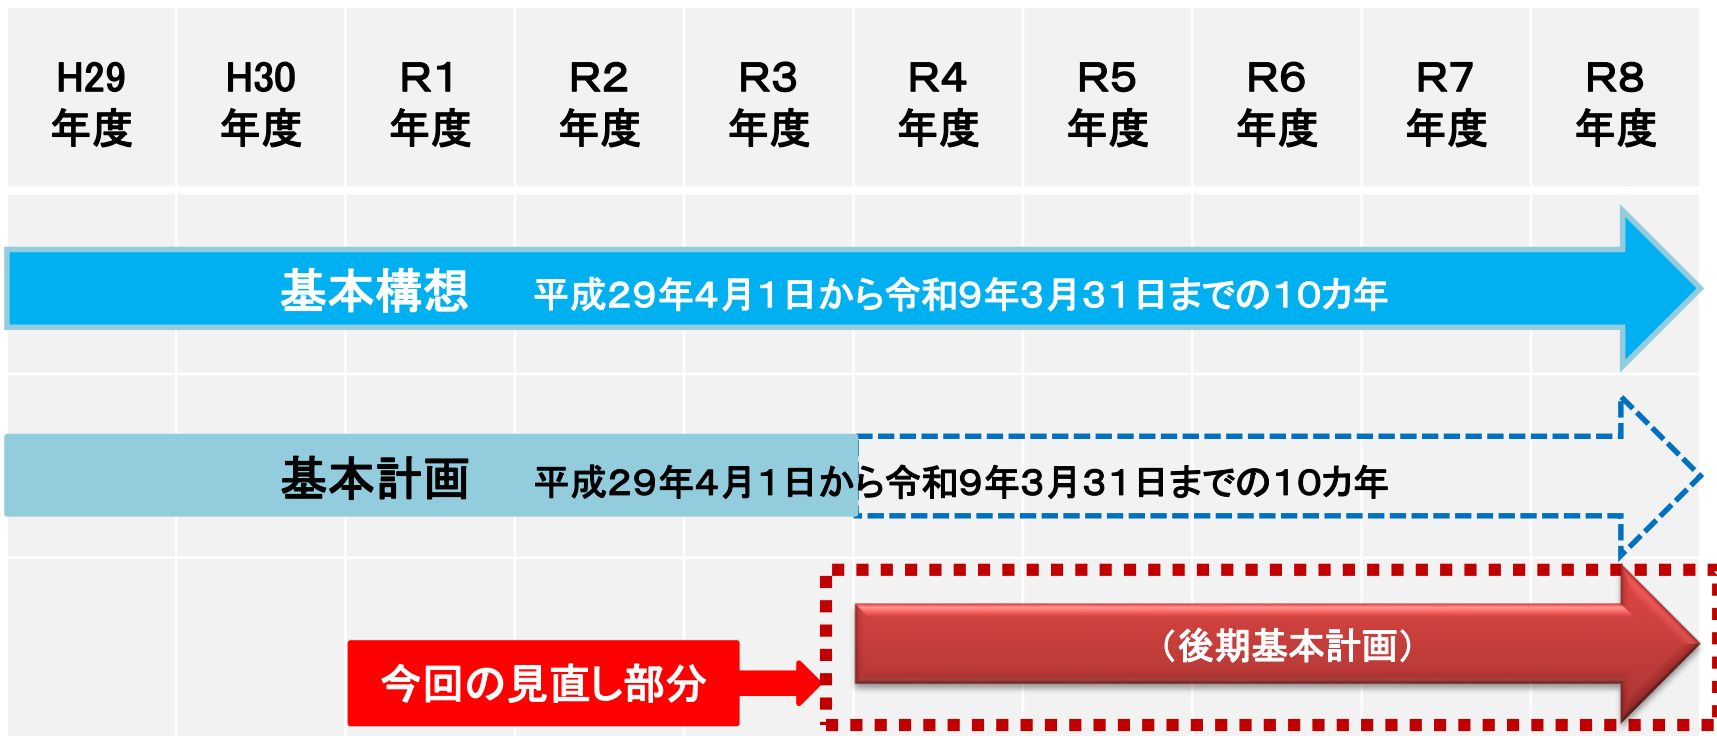 H29 H30 R1 R2 R3 R4 R5 R6 R7 R8
年度 年度 年度 年度 年度 年度 年度 年度 年度 年度
基本構想 平成29年4月1日から令和9年3月31日までの10カ年
基本計画 平成29年4月1日から令和9年3月31日までの10カ年
（後期基本計画）
今回の見直し部分